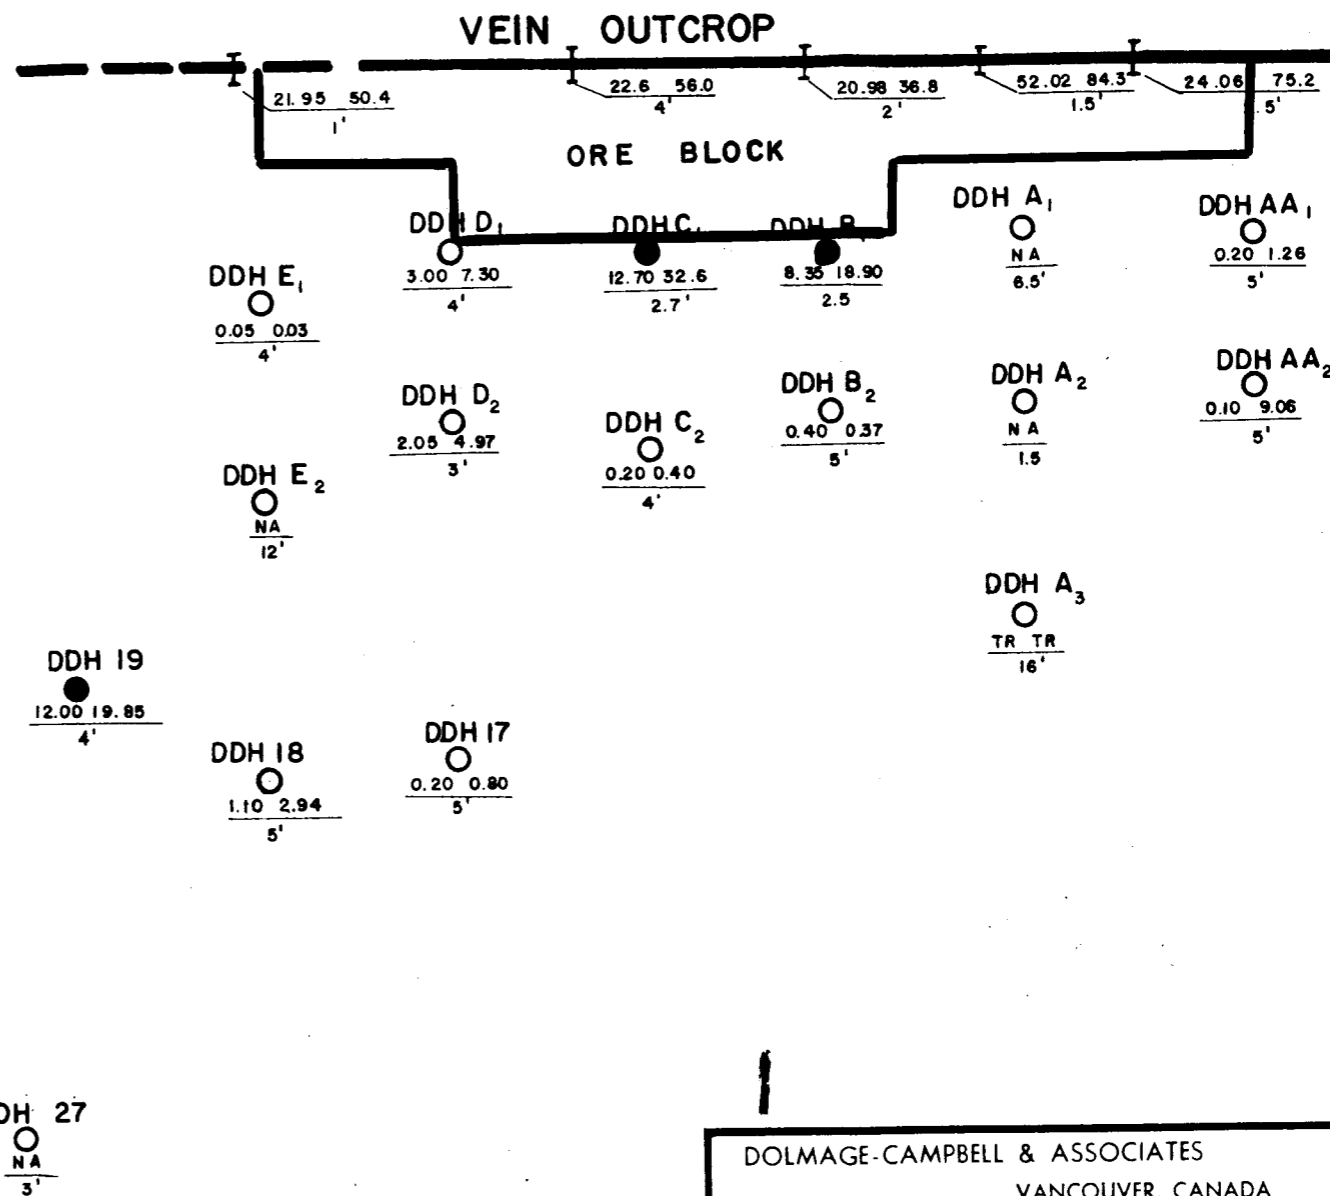 VEIN OUTCROP
21.95 50.4
1'
22.6 56.0
4'
20.98 36.8
2'
52.02 84.3
1.5'
24.06 75.2
.5'
ORE BLOCK
DDH D1
3.00 7.30
4'
DDH C1
12.70 32.6
2.7'
DDH B1
8.35 18.90
2.5
DDH A1
NA
6.5'
DDH AA1
0.20 1.26
5'
DDH E1
0.05 0.03
4'
DDH D2
2.05 4.97
3'
DDH C2
0.20 0.40
4'
DDH B2
0.40 0.37
5'
DDH A2
NA
1.5
DDH AA2
0.10 9.06
5'
DDH E2
NA
12'
DDH A3
TR TR
16'
DDH 19
12.00 19.85
4'
DDH 18
1.10 2.94
5'
DDH 17
0.20 0.80
5'
DH 27
NA
3'
DOLMAGE-CAMPBELL & ASSOCIATES
VANCOUVER CANADA